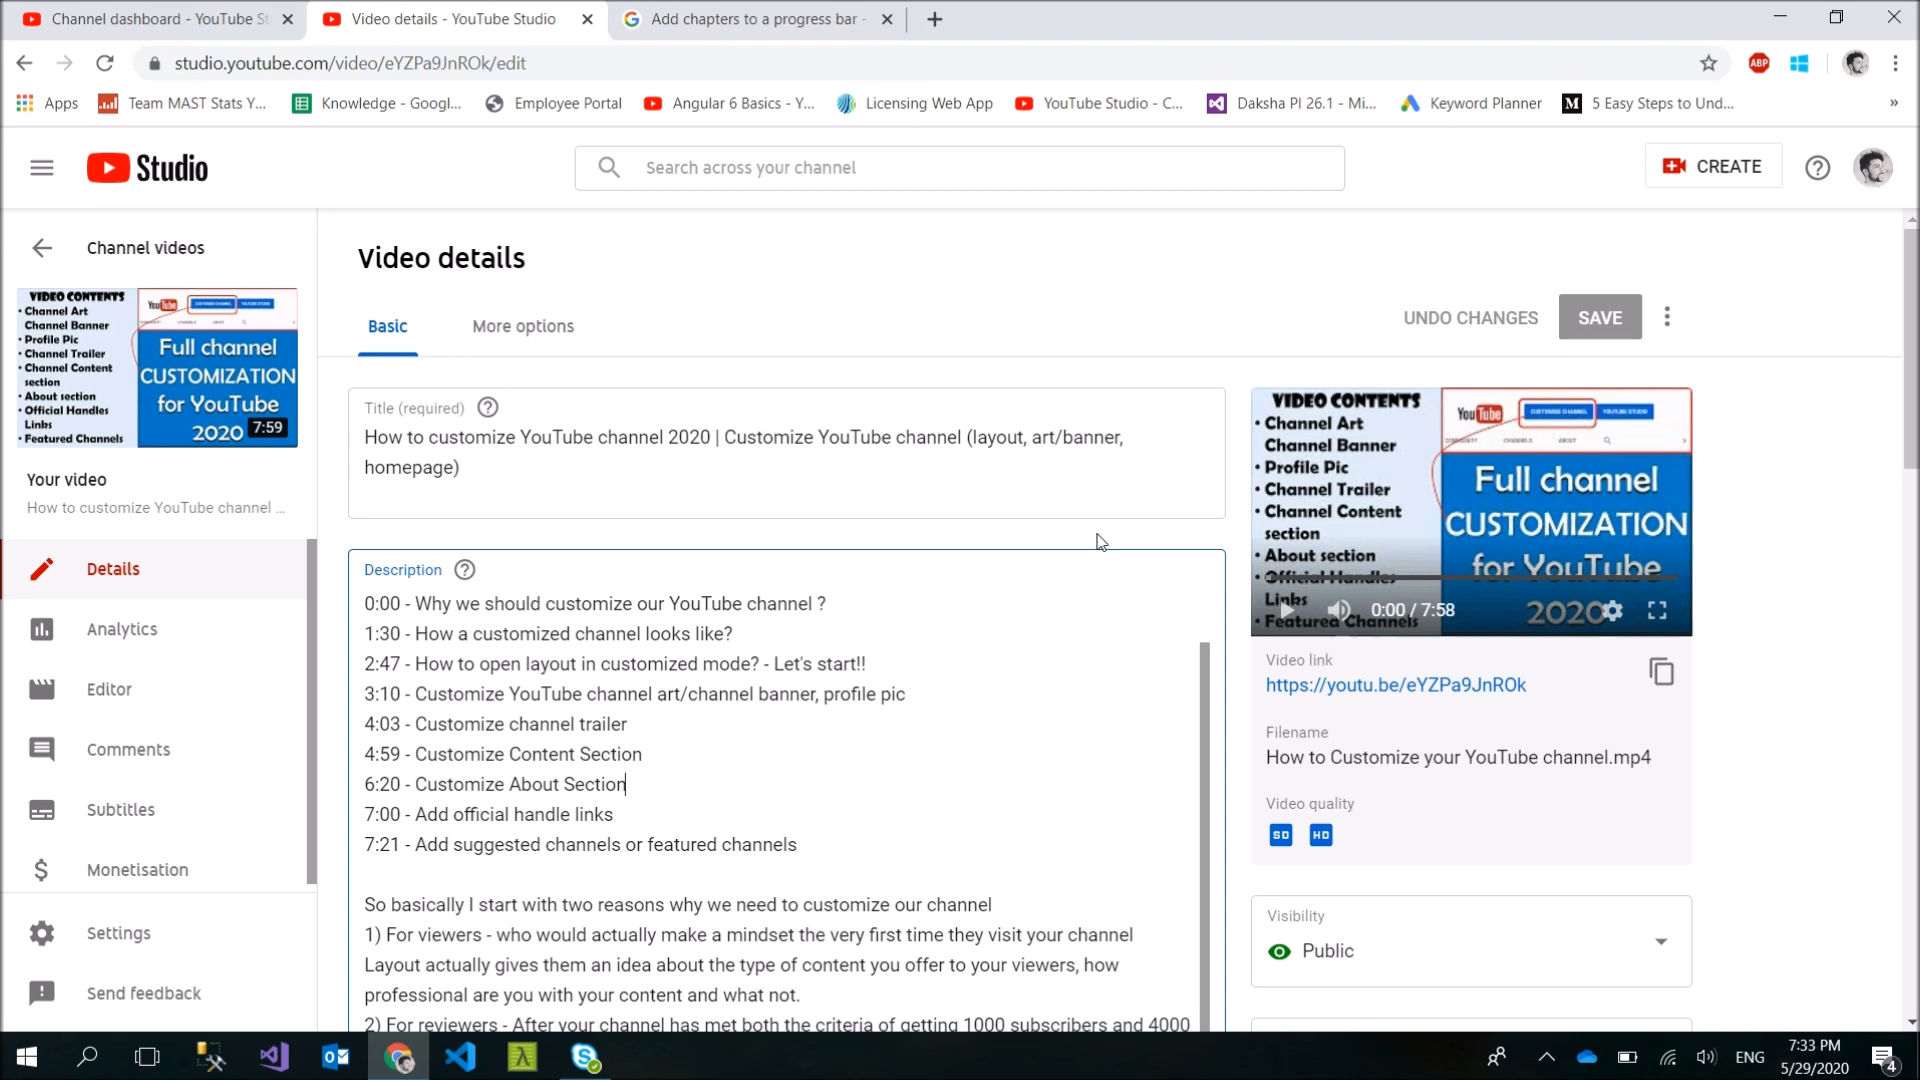 Channel dashboard - YouTube St
Video details - YouTube Studio
Add chapters to a progress bar -
studio.youtube.com/video/eYZPa9JnROk/edit
ABP
Apps
Team MAST Stats Y...
Knowledge - Googl...
Employee Portal
Angular 6 Basics - Y...
Licensing Web App
YouTube Studio - C...
Daksha PI 26.1 - Mi...
Keyword Planner
M
5 Easy Steps to Und...
»
Studio
Search across your channel
CREATE
Channel videos
VIDEO CONTENTS
• Channel Art
Channel Banner
• Profile Pic
• Channel Trailer
• Channel Content
section
• About section
• Official Handles
Links
• Featured Channels
YouTube
Full channel
CUSTOMIZATION
for YouTube
2020
7:59
Your video
How to customize YouTube channel ...
Details
Analytics
Editor
Comments
Subtitles
Monetisation
Settings
Send feedback
Video details
Basic
More options
UNDO CHANGES
SAVE
Title (required)
How to customize YouTube channel 2020 | Customize YouTube channel (layout, art/banner,
homepage)
Description
0:00 - Why we should customize our YouTube channel ?
1:30 - How a customized channel looks like?
2:47 - How to open layout in customized mode? - Let's start!!
3:10 - Customize YouTube channel art/channel banner, profile pic
4:03 - Customize channel trailer
4:59 - Customize Content Section
6:20 - Customize About Section
7:00 - Add official handle links
7:21 - Add suggested channels or featured channels
So basically I start with two reasons why we need to customize our channel
1) For viewers - who would actually make a mindset the very first time they visit your channel
Layout actually gives them an idea about the type of content you offer to your viewers, how
professional are you with your content and what not.
2) For reviewers - After your channel has met both the criteria of getting 1000 subscribers and 4000
VIDEO CONTENTS
• Channel Art
Channel Banner
• Profile Pic
• Channel Trailer
• Channel Content
section
• About section
• Official Handles
Links
• Featured Channels
YouTube
CUSTOMISE CHANNEL
YOUTUBE STUDIO
CHANNELS
ABOUT
Full channel
CUSTOMIZATION
for YouTube
2020
0:00 / 7:58
Video link
https://youtu.be/eYZPa9JnROk
Filename
How to Customize your YouTube channel.mp4
Video quality
SD
HD
Visibility
Public
ENG
7:33 PM
5/29/2020
4